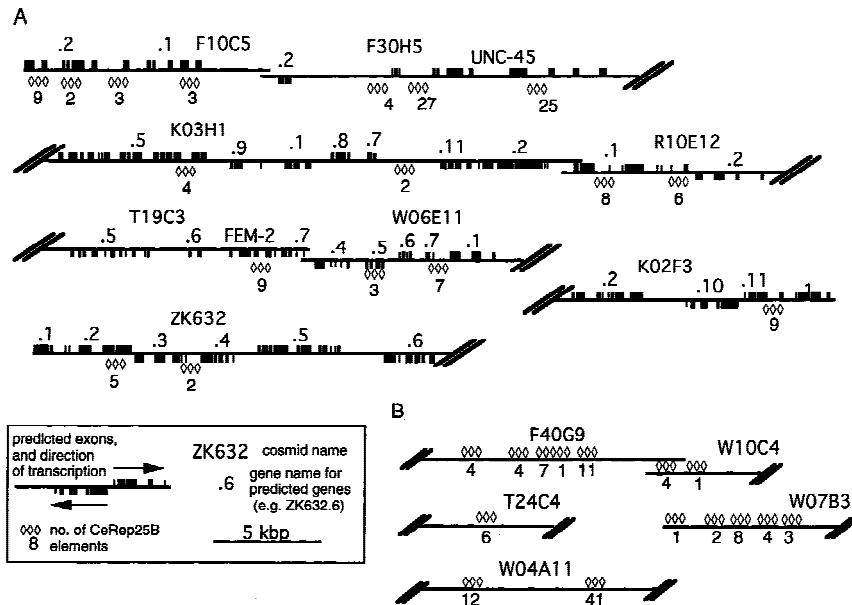 A
F10C5
F30H5
UNC-45
.2 .1 .2
9 2 3 3 4 27 25
K03H1
R10E12
.5 .9 .1 .8 .7 .11 .2 .1 .2
4 2 8 6
T19C3
FEM-2
W06E11
.5 .6 .7 .4 .5 .6 .7 .1
9 3 7
K02F3
.2 .10 .11 1
9
ZK632
.1 .2 .3 .4 .5 .6
5 2
predicted exons,
and direction
of transcription
ZK632 cosmid name
.6 gene name for
predicted genes
(e.g. ZK632.6)
no. of CeRep25B
8 elements
5 kbp
B
F40G9
W10C4
4 4 7 1 11 4 1
T24C4
W07B3
6 1 2 8 4 3
W04A11
12 41